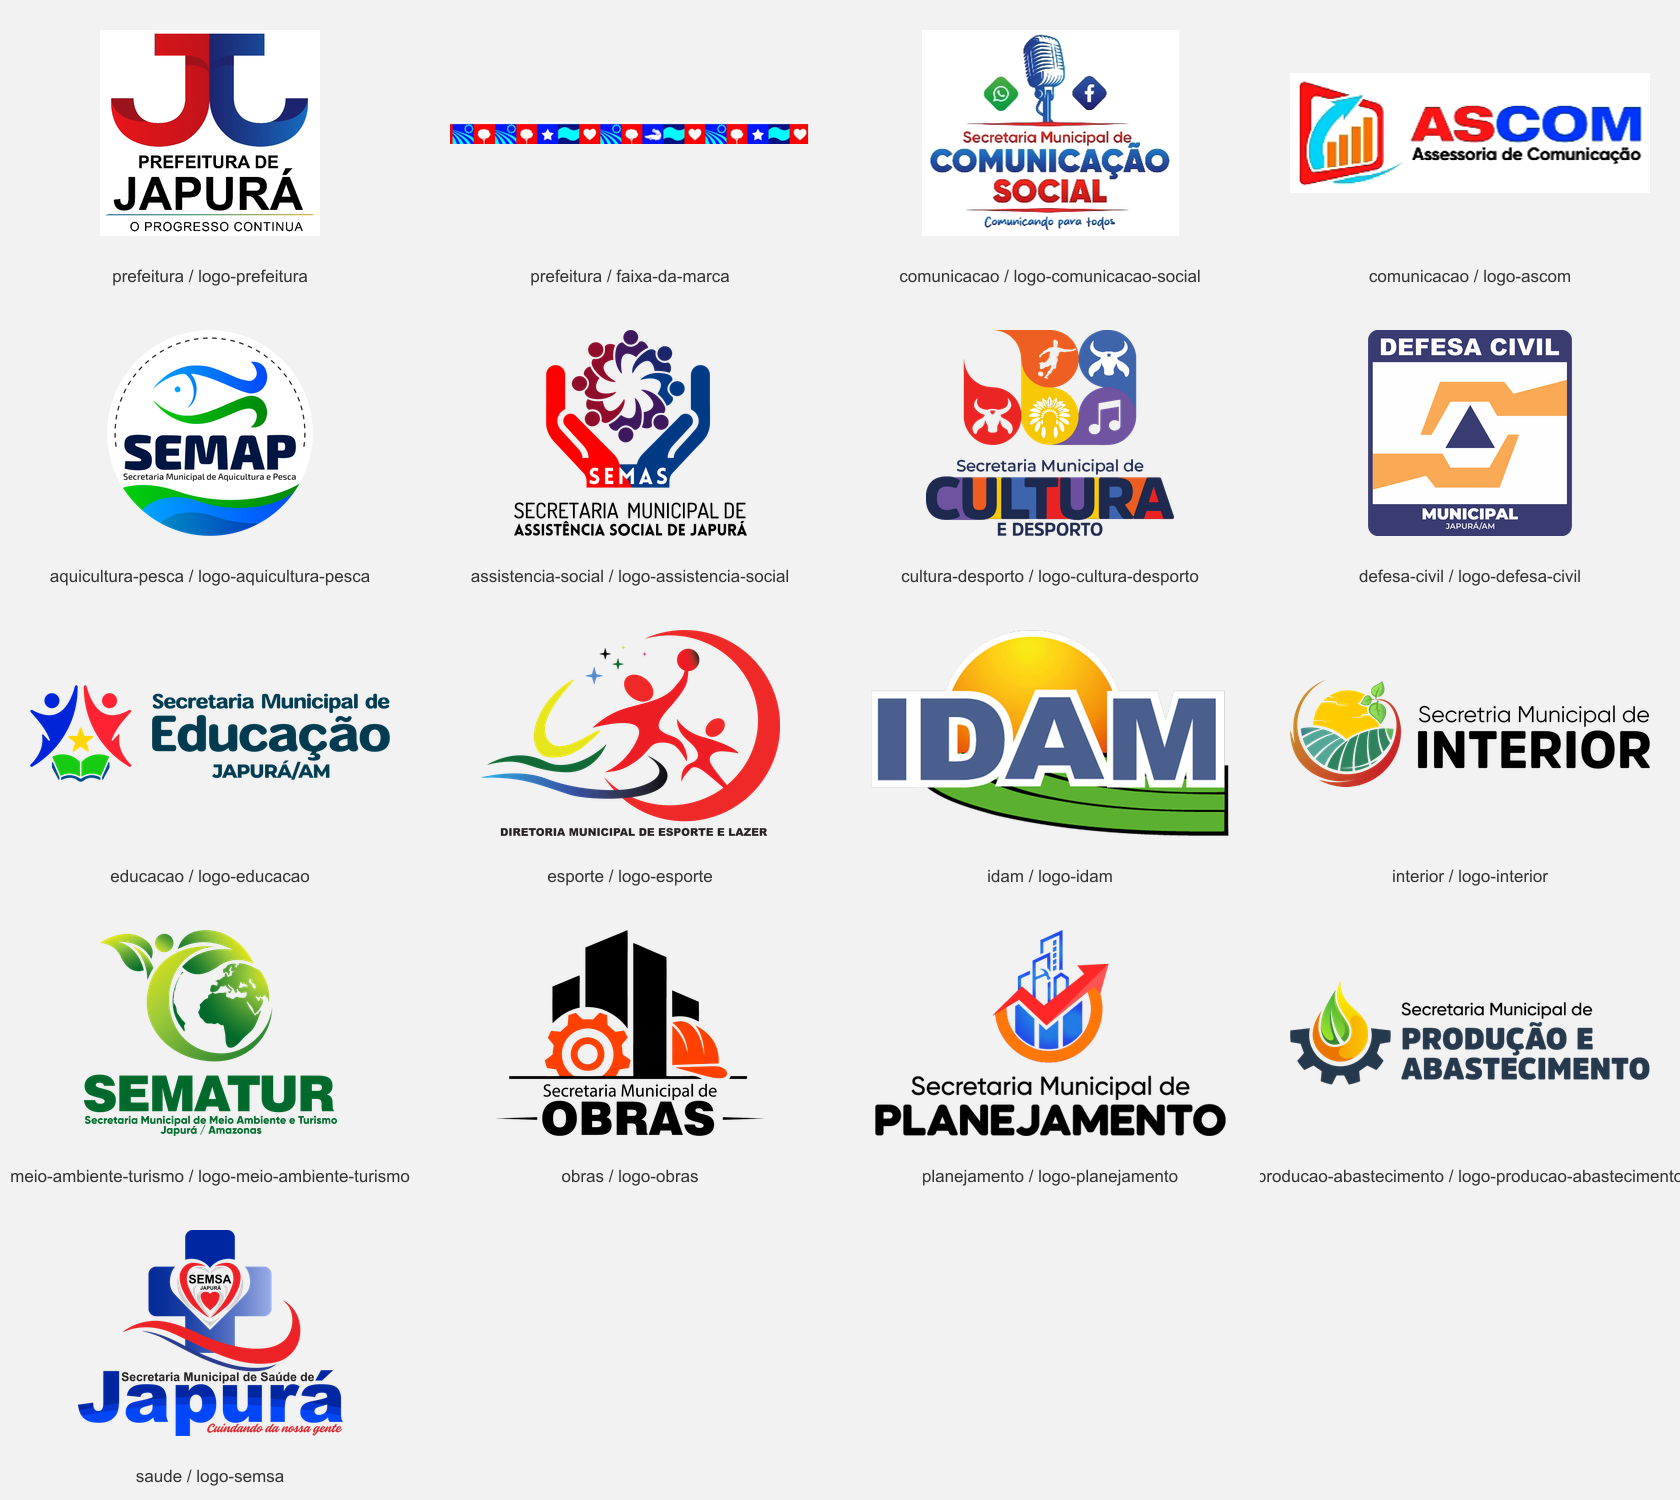 PREFEITURA DE
JAPURÁ
O PROGRESSO CONTINUA
prefeitura / logo-prefeitura
prefeitura / faixa-da-marca
Secretaria Municipal de
COMUNICAÇÃO
SOCIAL
Comunicando para todos
comunicacao / logo-comunicacao-social
ASCOM
Assessoria de Comunicação
comunicacao / logo-ascom
SEMAP
Secretaria Municipal de Aquicultura e Pesca
aquicultura-pesca / logo-aquicultura-pesca
SEMAS
SECRETARIA MUNICIPAL DE
ASSISTÊNCIA SOCIAL DE JAPURÁ
assistencia-social / logo-assistencia-social
Secretaria Municipal de
CULTURA
E DESPORTO
cultura-desporto / logo-cultura-desporto
DEFESA CIVIL
MUNICIPAL
JAPURÁ/AM
defesa-civil / logo-defesa-civil
Secretaria Municipal de
Educação
JAPURÁ/AM
educacao / logo-educacao
DIRETORIA MUNICIPAL DE ESPORTE E LAZER
esporte / logo-esporte
IDAM
idam / logo-idam
Secretria Municipal de
INTERIOR
interior / logo-interior
SEMATUR
Secretaria Municipal de Meio Ambiente e Turismo
Japurá / Amazonas
meio-ambiente-turismo / logo-meio-ambiente-turismo
Secretaria Municipal de
OBRAS
obras / logo-obras
Secretaria Municipal de
PLANEJAMENTO
planejamento / logo-planejamento
Secretaria Municipal de
PRODUÇÃO E
ABASTECIMENTO
producao-abastecimento / logo-producao-abastecimento
SEMSA
JAPURÁ
Secretaria Municipal de Saúde de
Japurá
Cuindando da nossa gente
saude / logo-semsa